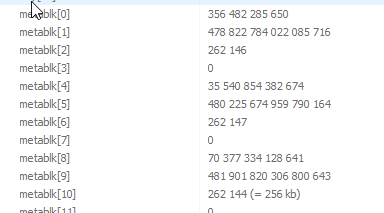 metablk[0] 356 482 285 650
metablk[1] 478 822 784 022 085 716
metablk[2] 262 146
metablk[3] 0
metablk[4] 35 540 854 382 674
metablk[5] 480 225 674 959 790 164
metablk[6] 262 147
metablk[7] 0
metablk[8] 70 377 334 128 641
metablk[9] 481 901 820 306 800 643
metablk[10] 262 144 (= 256 kb)
metablk[11] 0